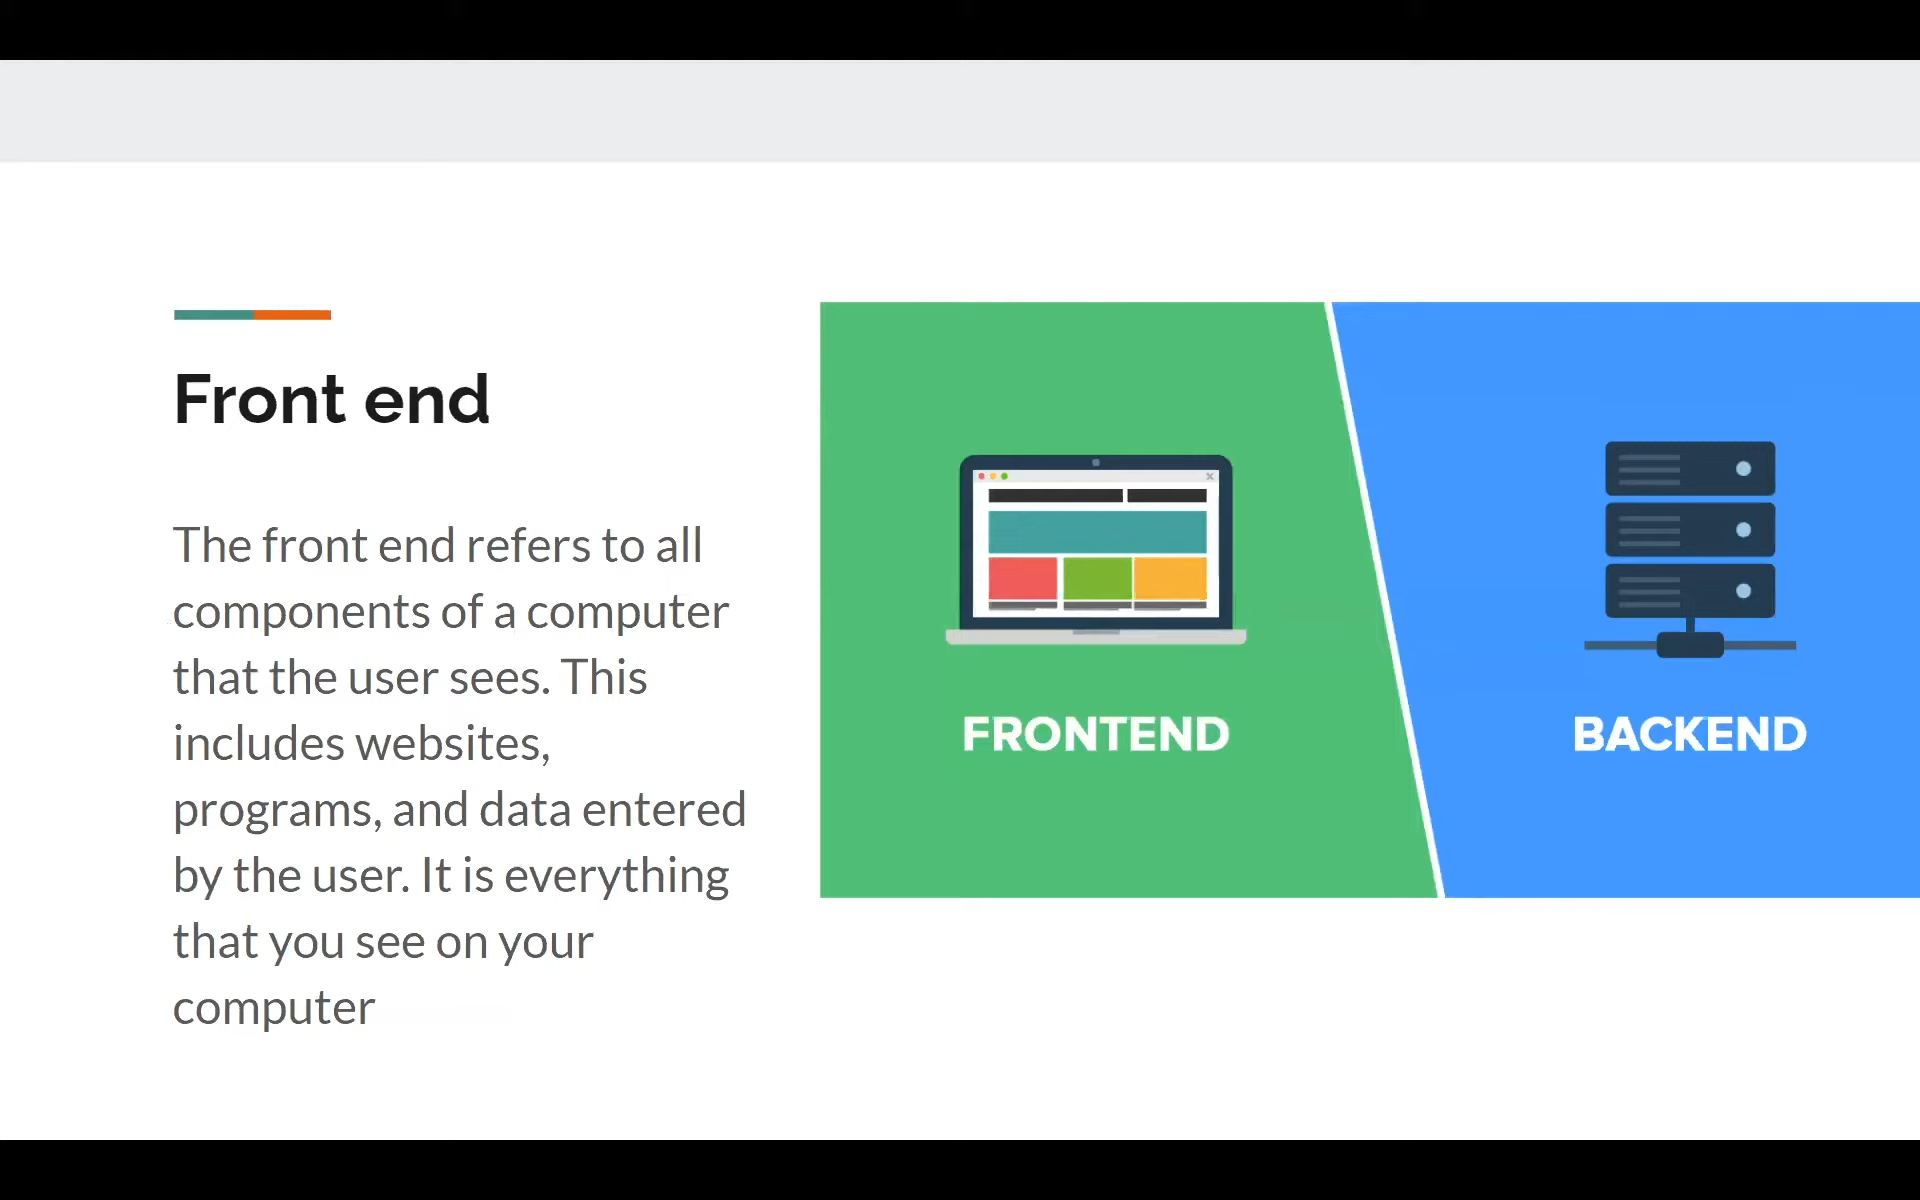 Front end
The front end refers to all
components of a computer
that the user sees. This
includes websites,
programs, and data entered
by the user. It is everything
that you see on your
computer
FRONTEND
BACKEND